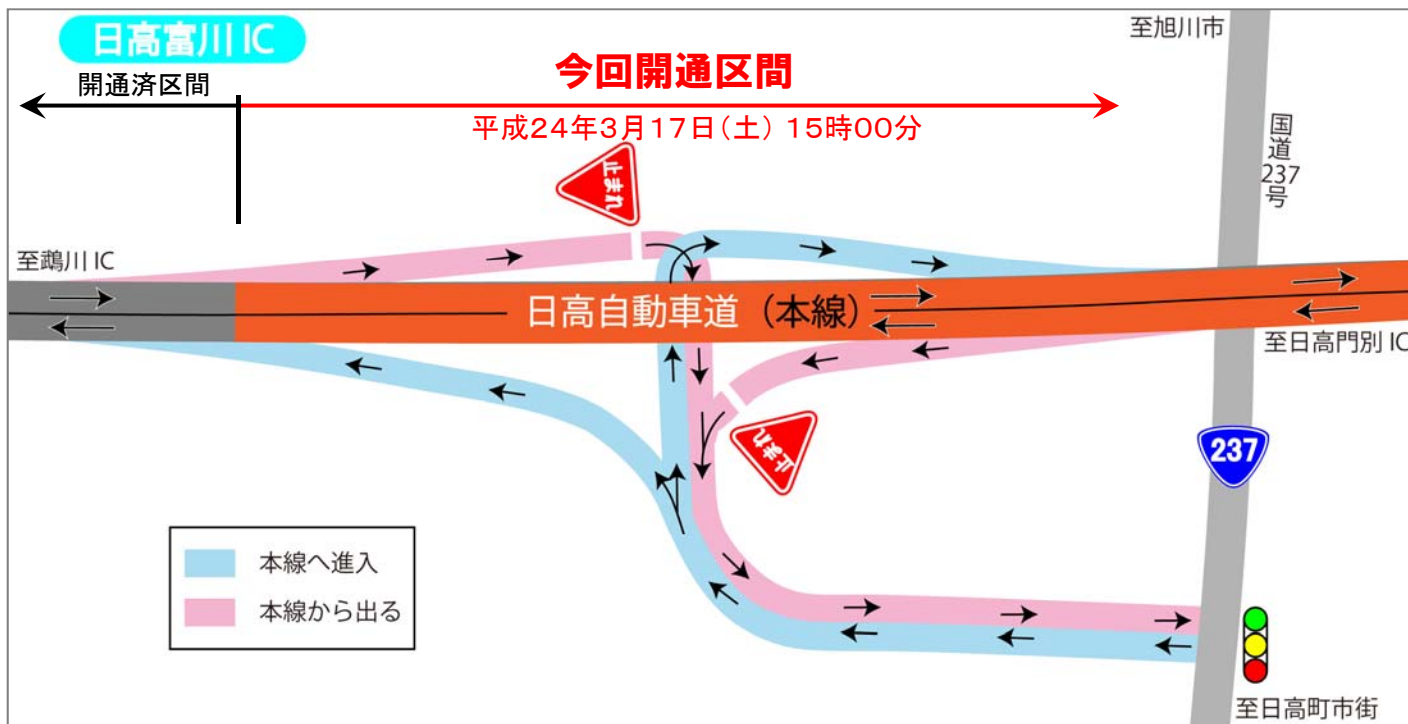 日高富川 IC
開通済区間
今回開通区間
平成24年3月17日(土) 15時00分
至旭川市
国道237号
止まれ
至鵡川 IC
日高自動車道 (本線)
至日高門別 IC
止まれ
237
本線へ進入
本線から出る
至日高町市街